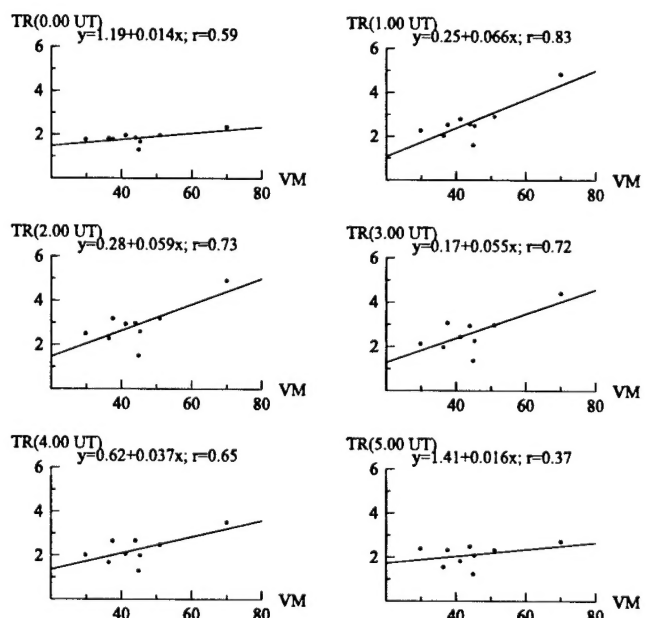 TR(0.00 UT)
y=1.19+0.014x; r=0.59
6
4
2
40 60 80 VM
TR(1.00 UT)
y=0.25+0.066x; r=0.83
6
4
2
40 60 80 VM
TR(2.00 UT)
y=0.28+0.059x; r=0.73
6
4
2
40 60 80 VM
TR(3.00 UT)
y=0.17+0.055x; r=0.72
6
4
2
40 60 80 VM
TR(4.00 UT)
y=0.62+0.037x; r=0.65
6
4
2
40 60 80 VM
TR(5.00 UT)
y=1.41+0.016x; r=0.37
6
4
2
40 60 80 VM